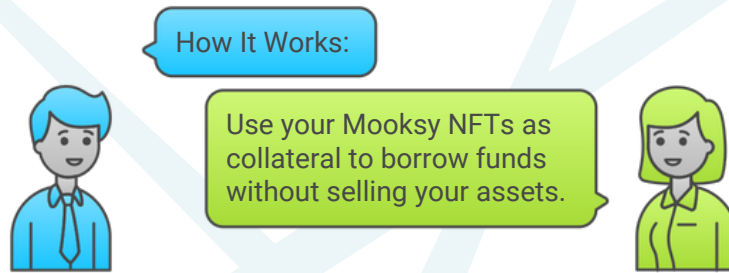 How It Works:
Use your Mooksy NFTs as
collateral to borrow funds
without selling your assets.